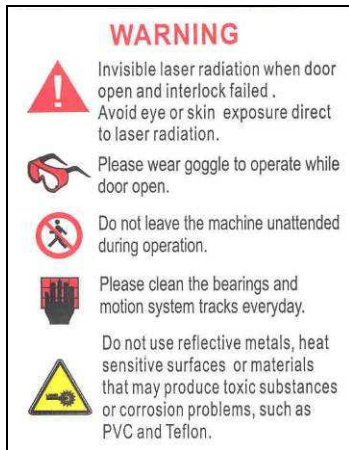 WARNING
Invisible laser radiation when door
open and interlock failed .
Avoid eye or skin exposure direct
to laser radiation.
Please wear goggle to operate while
door open.
Do not leave the machine unattended
during operation.
Please clean the bearings and
motion system tracks everyday.
Do not use reflective metals, heat
sensitive surfaces or materials
that may produce toxic substances
or corrosion problems, such as
PVC and Teflon.